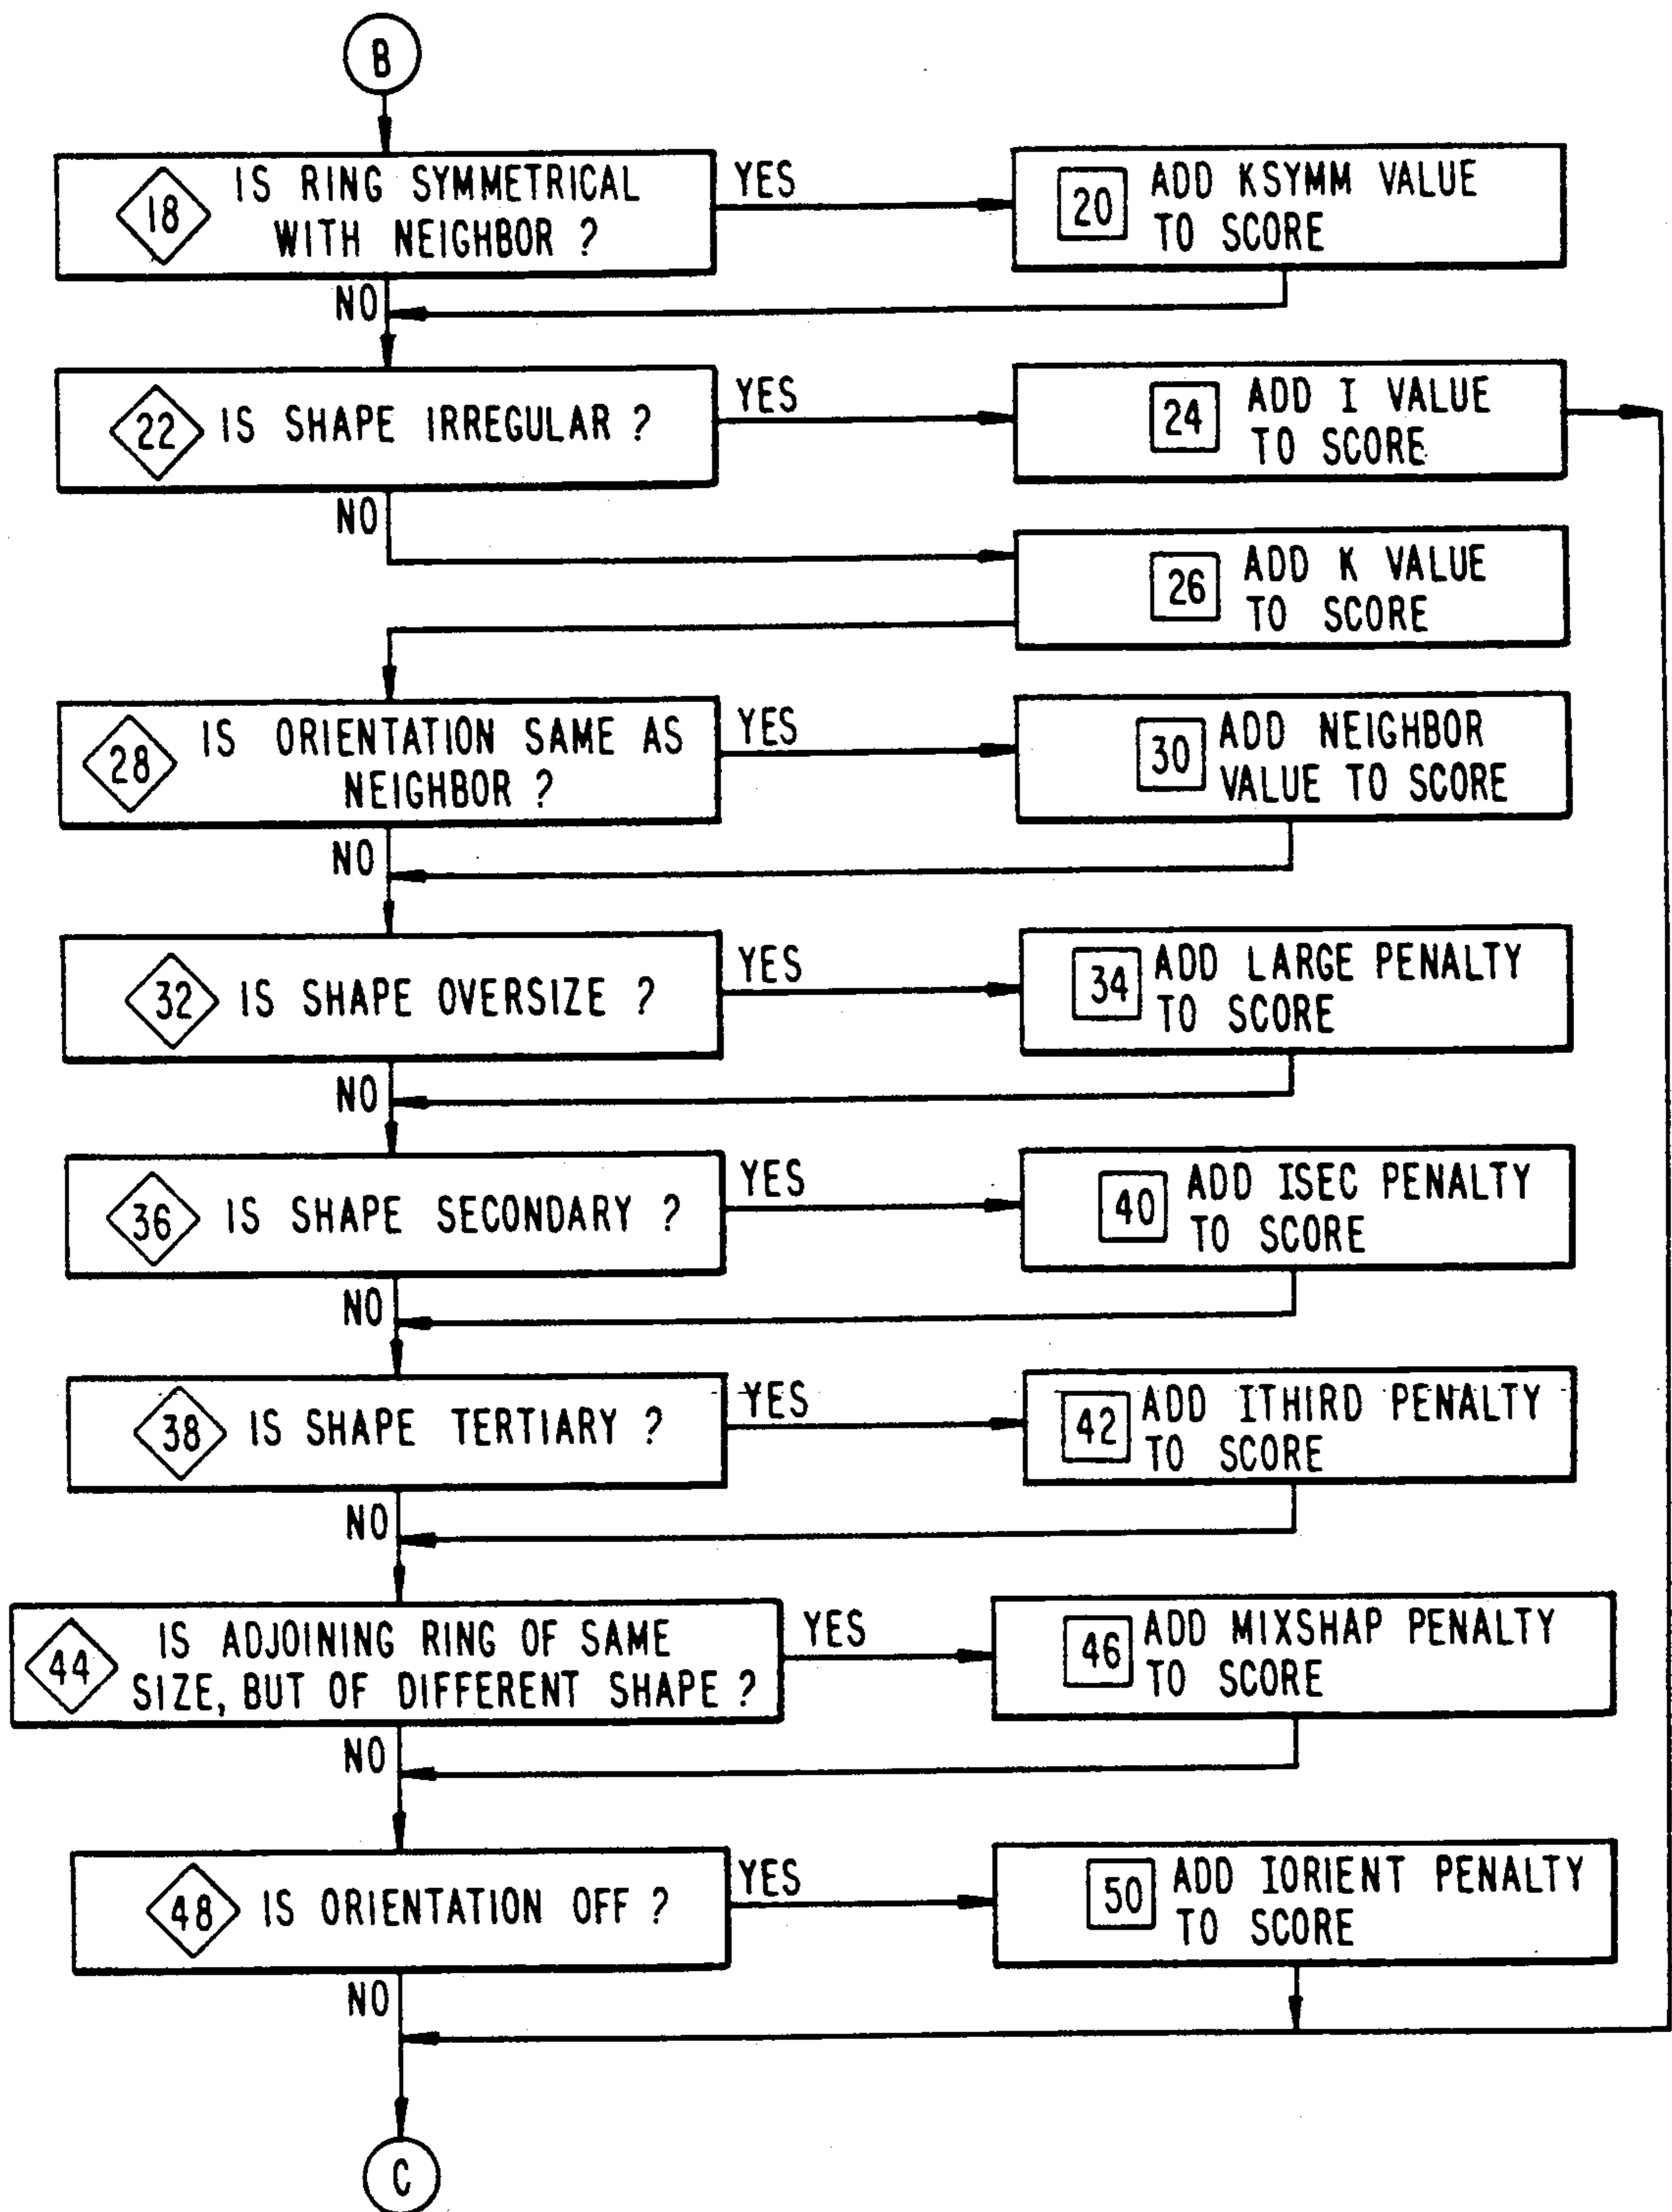 B
18 IS RING SYMMETRICAL
WITH NEIGHBOR ?
YES
20 ADD KSYMM VALUE
TO SCORE
NO
22 IS SHAPE IRREGULAR ?
YES
24 ADD I VALUE
TO SCORE
NO
26 ADD K VALUE
TO SCORE
28 IS ORIENTATION SAME AS
NEIGHBOR ?
YES
30 ADD NEIGHBOR
VALUE TO SCORE
NO
32 IS SHAPE OVERSIZE ?
YES
34 ADD LARGE PENALTY
TO SCORE
NO
36 IS SHAPE SECONDARY ?
YES
40 ADD ISEC PENALTY
TO SCORE
NO
38 IS SHAPE TERTIARY ?
YES
42 ADD ITHIRD PENALTY
TO SCORE
NO
44 IS ADJOINING RING OF SAME
SIZE, BUT OF DIFFERENT SHAPE ?
YES
46 ADD MIXSHAP PENALTY
TO SCORE
NO
48 IS ORIENTATION OFF ?
YES
50 ADD IORIENT PENALTY
TO SCORE
NO
C